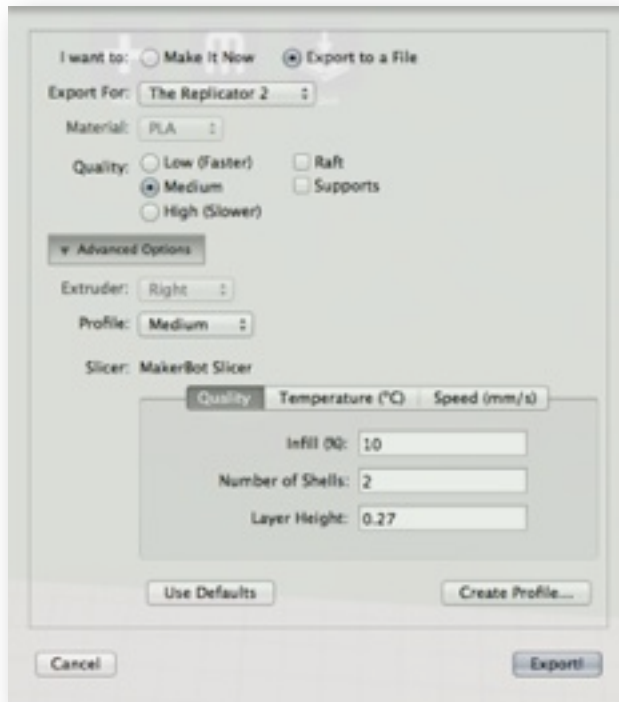 I want to: Make It Now Export to a File
Export For: The Replicator 2
Material: PLA
Quality: Low (Faster) Raft
Medium Supports
High (Slower)
Advanced Options
Extruder: Right
Profile: Medium
Slicer: MakerBot Slicer
Quality Temperature (°C) Speed (mm/s)
Infill (%): 10
Number of Shells: 2
Layer Height: 0.27
Use Defaults Create Profile...
Cancel Export!